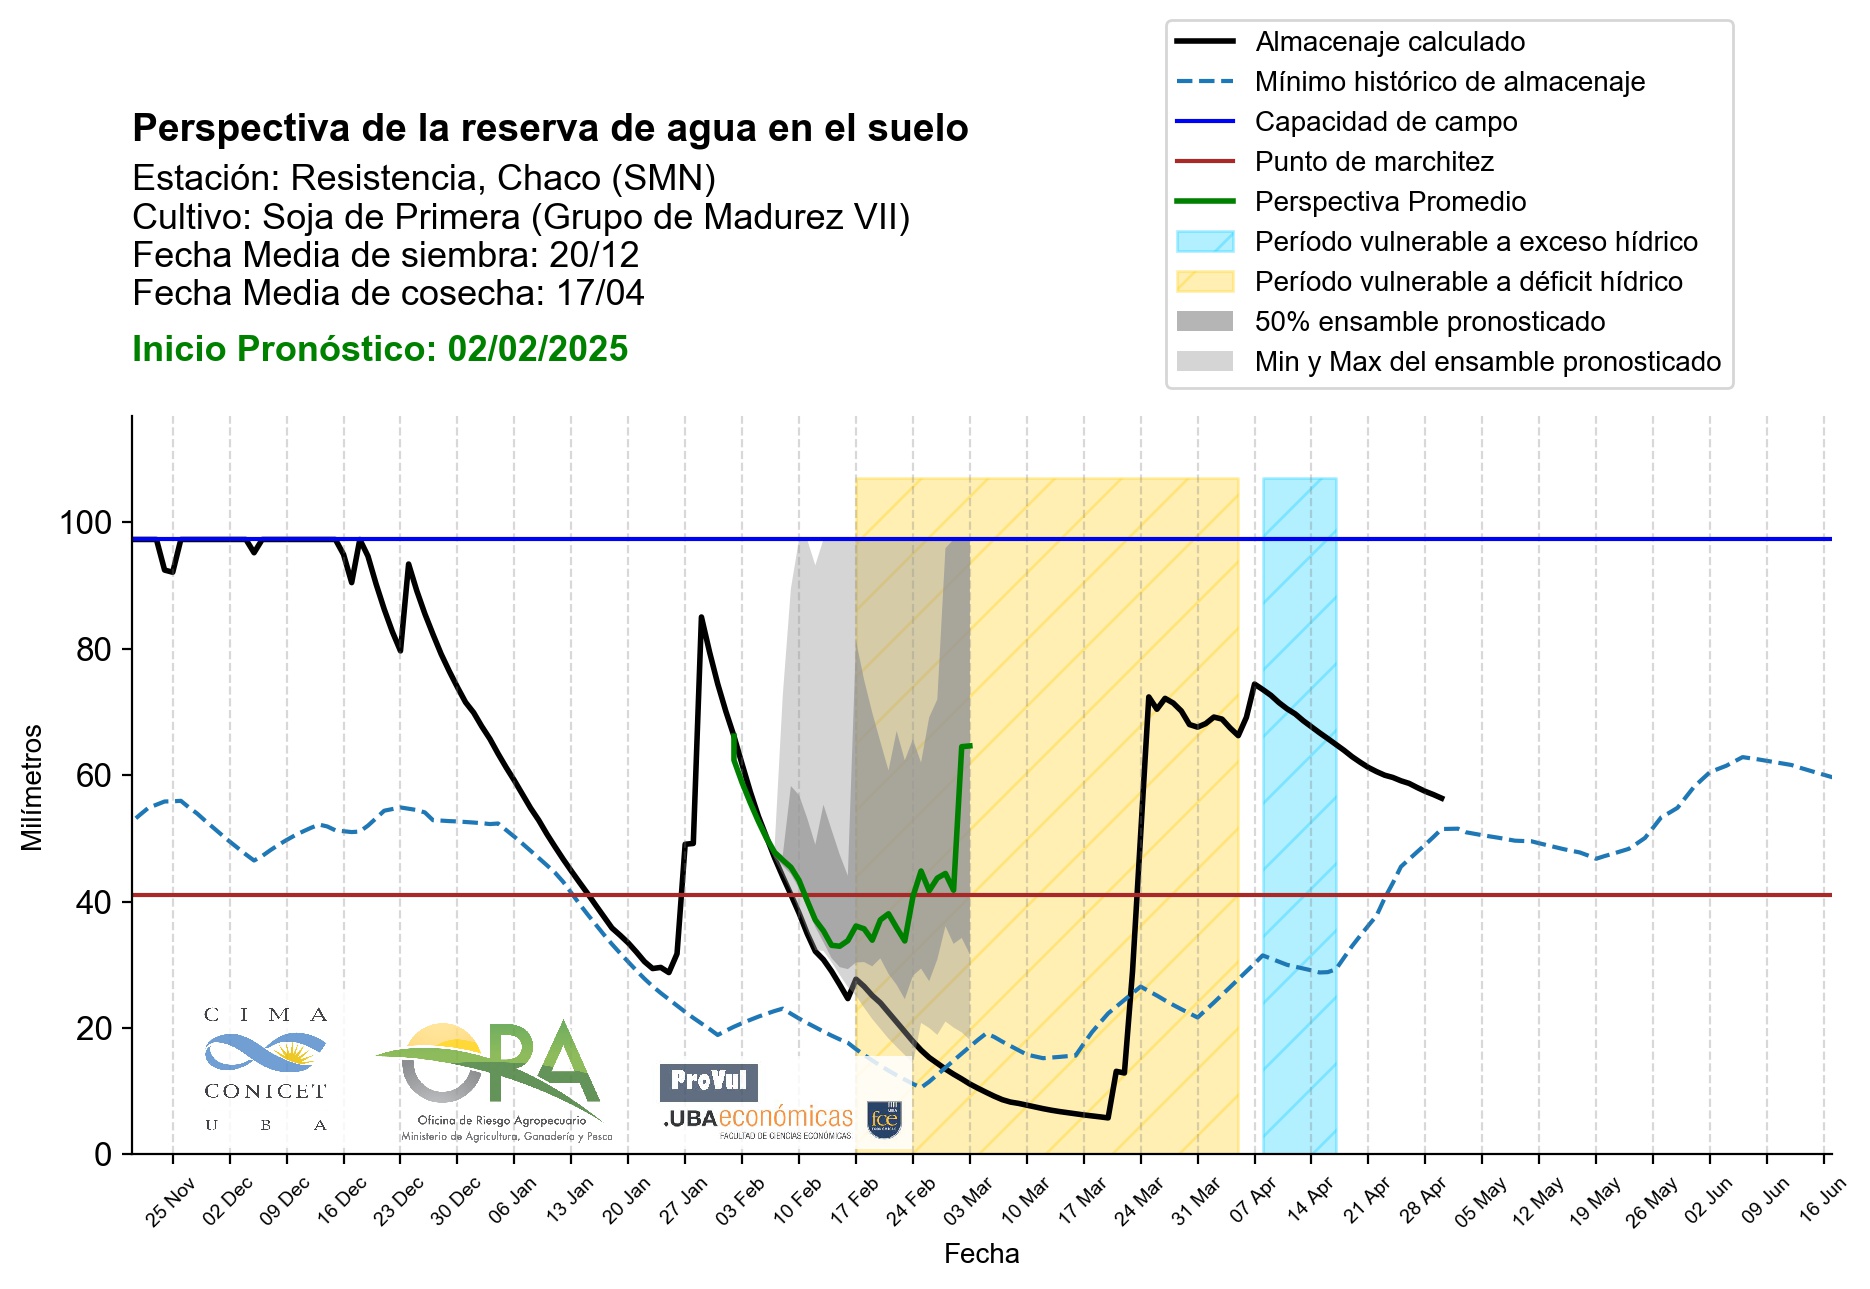 Almacenaje calculado
Mínimo histórico de almacenaje
Capacidad de campo
Punto de marchitez
Perspectiva Promedio
Período vulnerable a exceso hídrico
Período vulnerable a déficit hídrico
50% ensamble pronosticado
Min y Max del ensamble pronosticado
Perspectiva de la reserva de agua en el suelo
Estación: Resistencia, Chaco (SMN)
Cultivo: Soja de Primera (Grupo de Madurez VII)
Fecha Media de siembra: 20/12
Fecha Media de cosecha: 17/04
Inicio Pronóstico: 02/02/2025
Milímetros
100
80
60
40
20
0
CIMA
CONICET
UBA
ORA
Oficina de Riesgo Agropecuario
Ministerio de Agricultura, Ganadería y Pesca
ProVul
.UBAeconómicas
FACULTAD DE CIENCIAS ECONÓMICAS
fce
25 Nov
02 Dec
09 Dec
16 Dec
23 Dec
30 Dec
06 Jan
13 Jan
20 Jan
27 Jan
03 Feb
10 Feb
17 Feb
24 Feb
03 Mar
10 Mar
17 Mar
24 Mar
31 Mar
07 Apr
14 Apr
21 Apr
28 Apr
05 May
12 May
19 May
26 May
02 Jun
09 Jun
16 Jun
Fecha